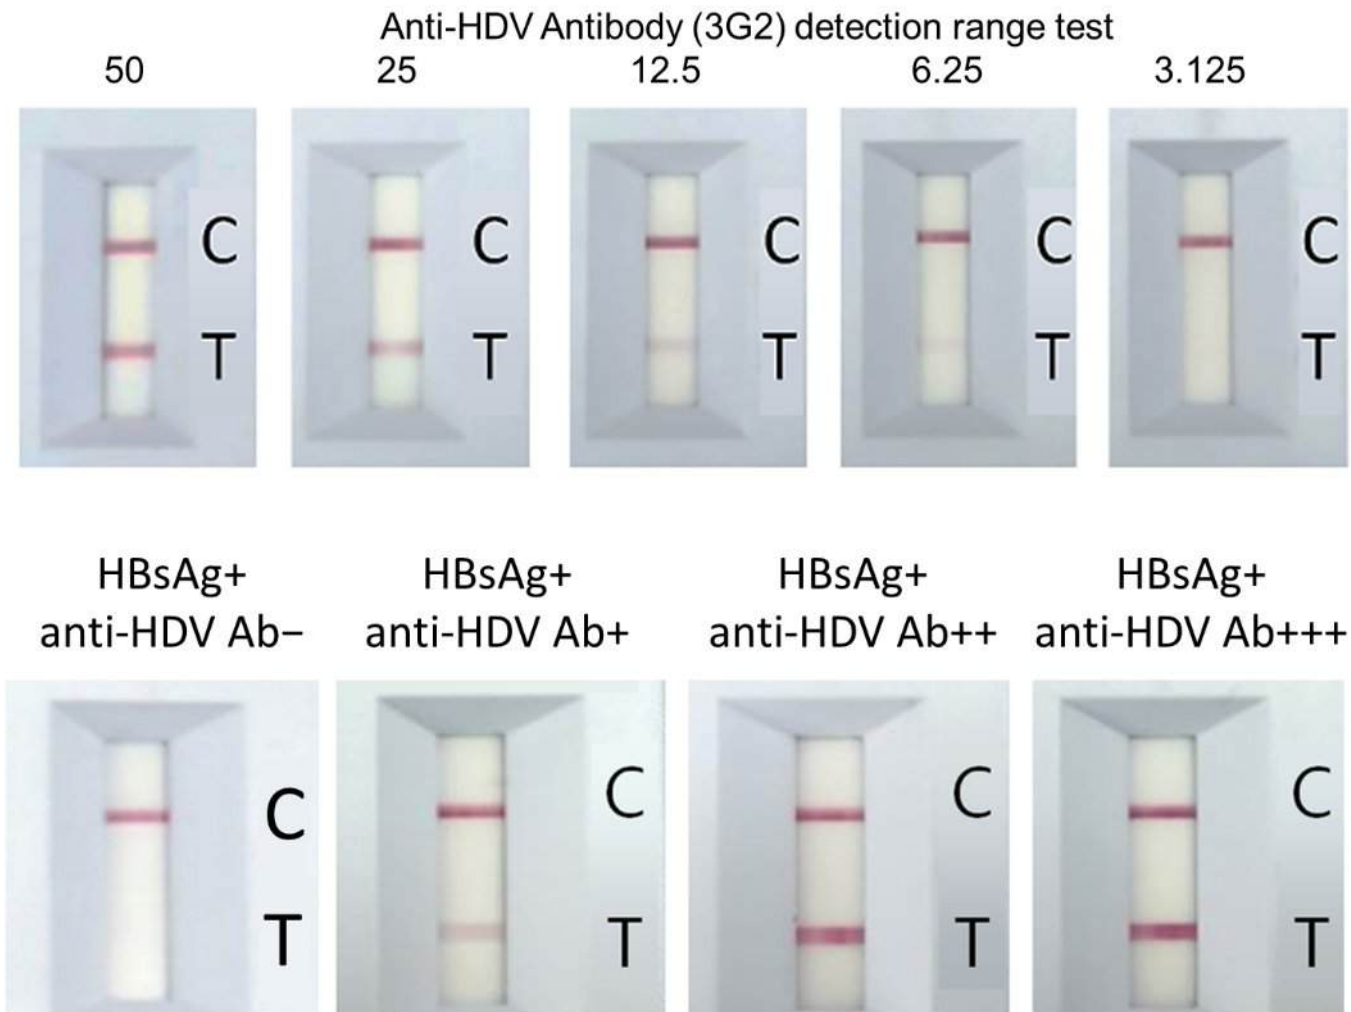 Anti-HDV Antibody (3G2) detection range test
50 25 12.5 6.25 3.125
C C C C C
T T T T T
HBsAg+ HBsAg+ HBsAg+ HBsAg+
anti-HDV Ab− anti-HDV Ab+ anti-HDV Ab++ anti-HDV Ab+++
C C C C
T T T T